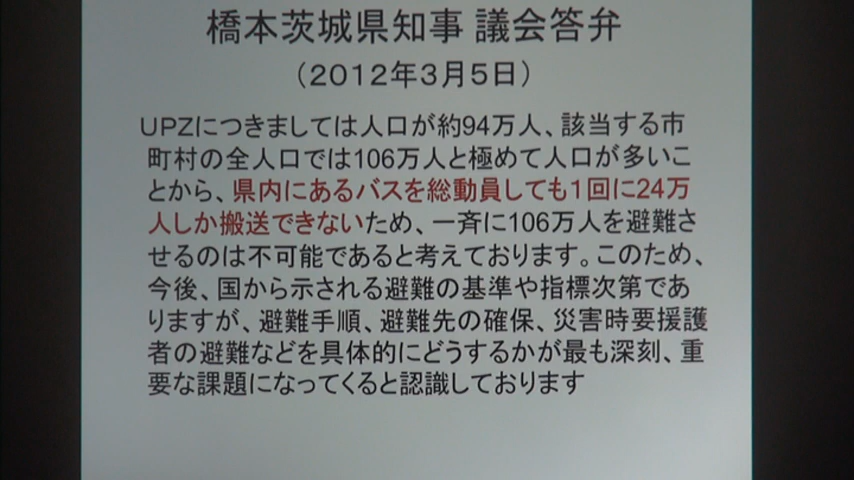 橋本茨城県知事 議会答弁
（2012年3月5日）
UPZにつきましては人口が約94万人、該当する市
町村の全人口では106万人と極めて人口が多いこ
とから、県内にあるバスを総動員しても1回に24万
人しか搬送できないため、一斉に106万人を避難さ
せるのは不可能であると考えております。このため、
今後、国から示される避難の基準や指標次第であ
りますが、避難手順、避難先の確保、災害時要援護
者の避難などを具体的にどうするかが最も深刻、重
要な課題になってくると認識しております